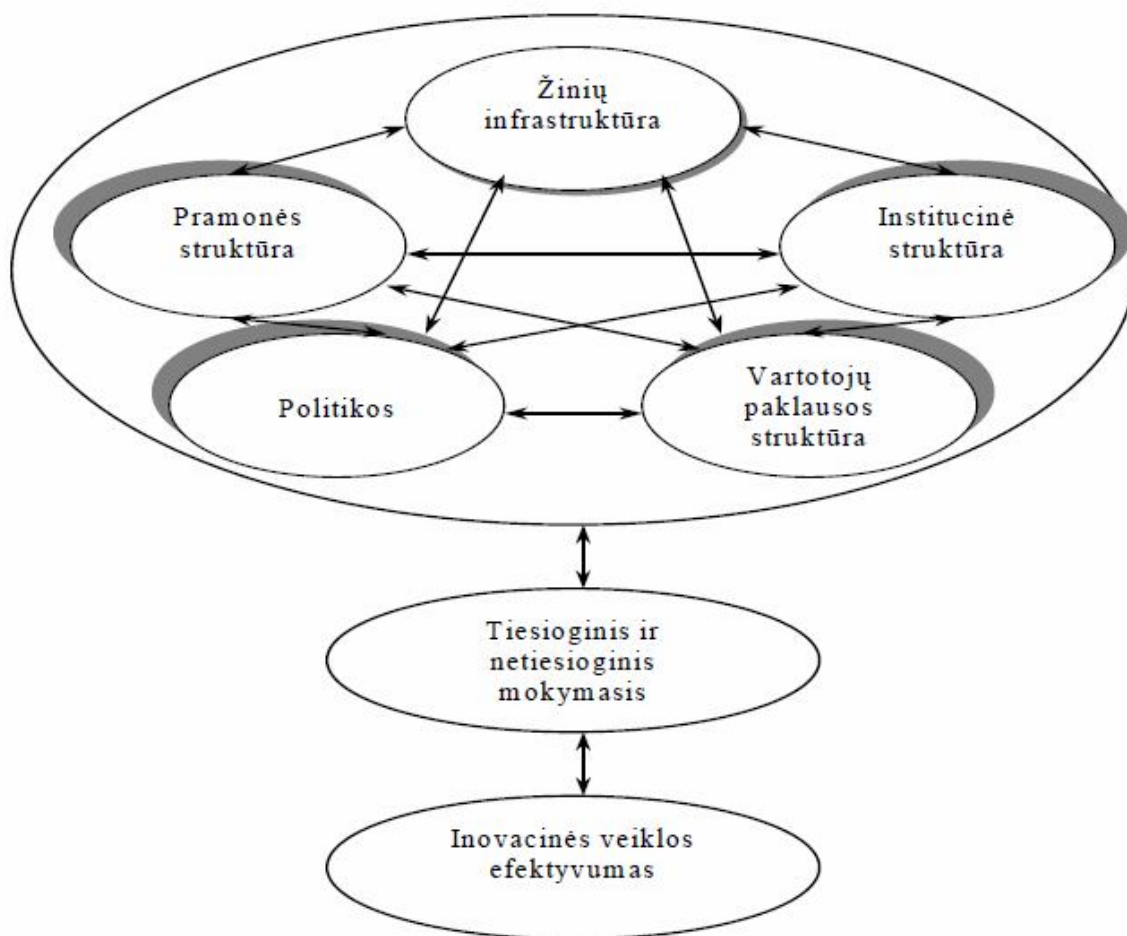 Žinių
infrastruktūra
Pramonės
struktūra
Institucinė
struktūra
Politikos
Vartotojų
paklausos
struktūra
Tiesioginis ir
netiesioginis
mokymasis
Inovacinės veiklos
efektyvumas